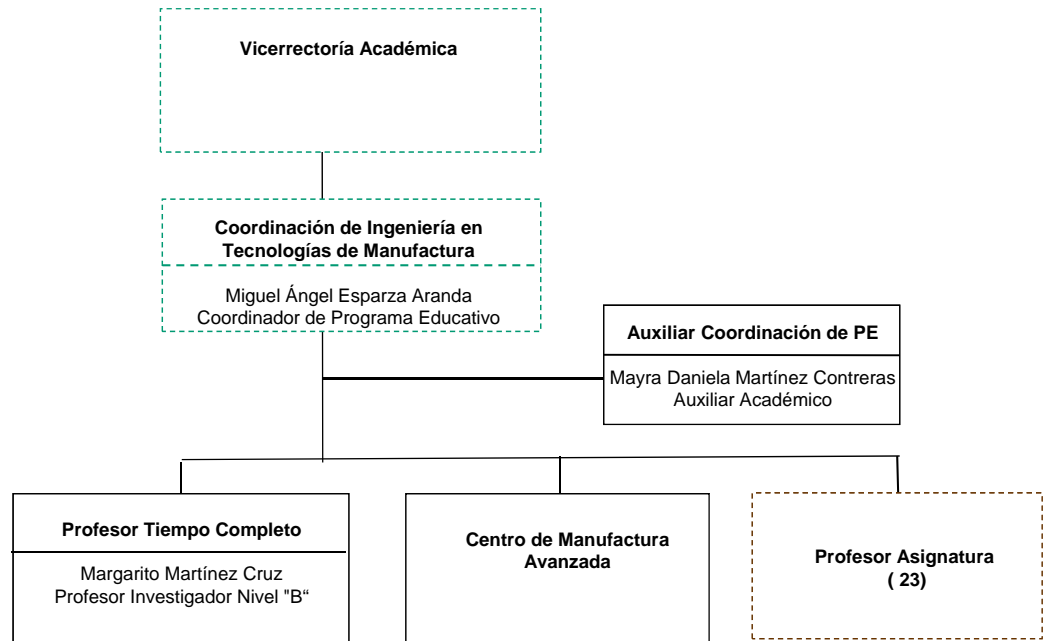 Vicerrectoría Académica
Coordinación de Ingeniería en
Tecnologías de Manufactura
Miguel Ángel Esparza Aranda
Coordinador de Programa Educativo
Auxiliar Coordinación de PE
Mayra Daniela Martínez Contreras
Auxiliar Académico
Profesor Tiempo Completo
Margarito Martínez Cruz
Profesor Investigador Nivel "B“
Centro de Manufactura
Avanzada
Profesor Asignatura
( 23)